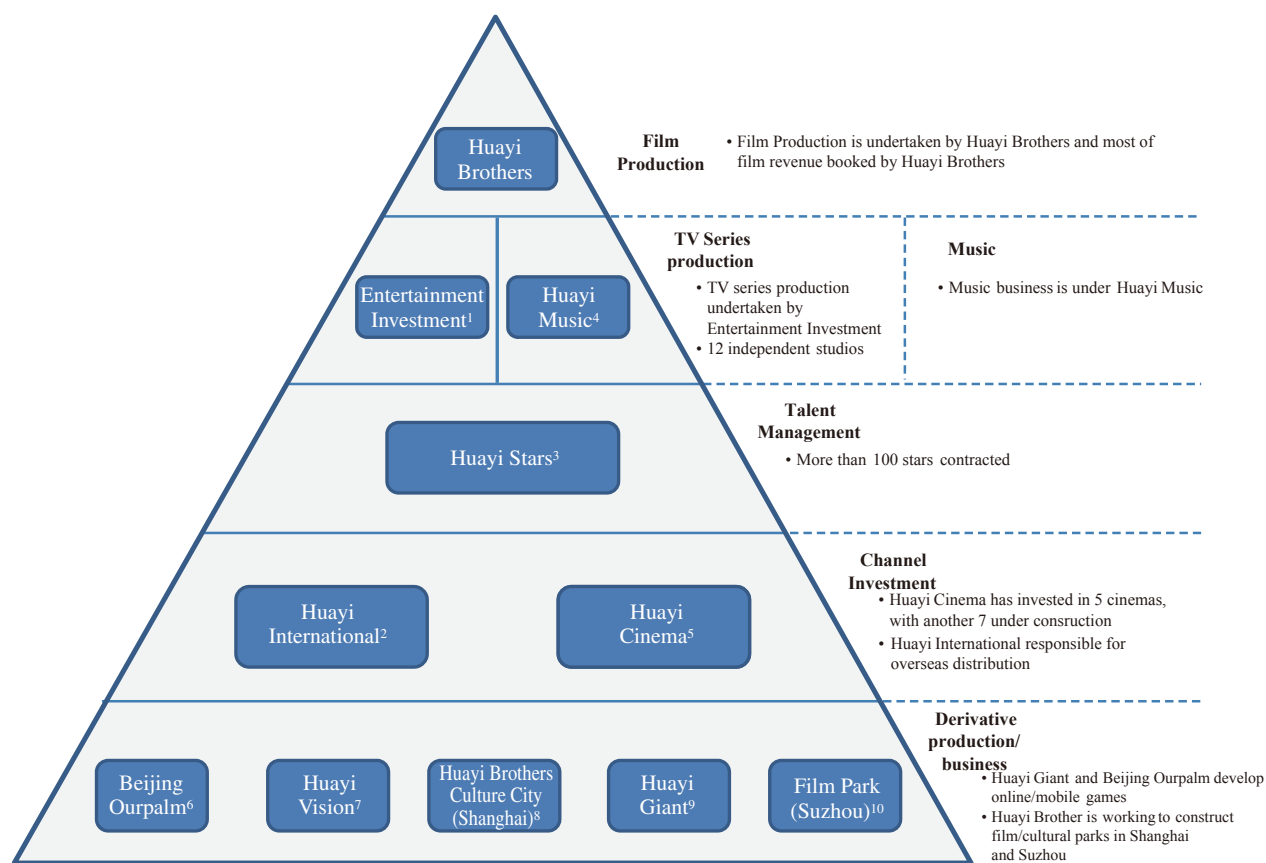 Huayi
Brothers
Film
Production
• Film Production is undertaken by Huayi Brothers and most of
film revenue booked by Huayi Brothers
Entertainment
Investment¹
Huayi
Music⁴
TV Series
production
• TV series production
undertaken by
Entertainment Investment
• 12 independent studios
Music
• Music business is under Huayi Music
Huayi Stars³
Talent
Management
• More than 100 stars contracted
Huayi
International²
Huayi
Cinema⁵
Channel
Investment
• Huayi Cinema has invested in 5 cinemas,
with another 7 under consruction
• Huayi International responsible for
overseas distribution
Beijing
Ourpalm⁶
Huayi
Vision⁷
Huayi Brothers
Culture City
(Shanghai)⁸
Huayi
Giant⁹
Film Park
(Suzhou)¹⁰
Derivative
production/
business
• Huayi Giant and Beijing Ourpalm develop
online/mobile games
• Huayi Brother is working to construct
film/cultural parks in Shanghai
and Suzhou